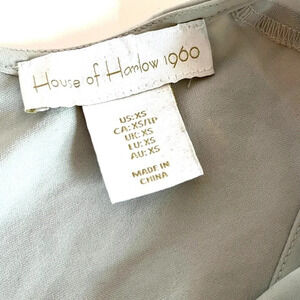 House of Harlow 1960
US:XS
CA:XS/TP
UK:XS
EU:XS
AU:XS
MADE IN
CHINA